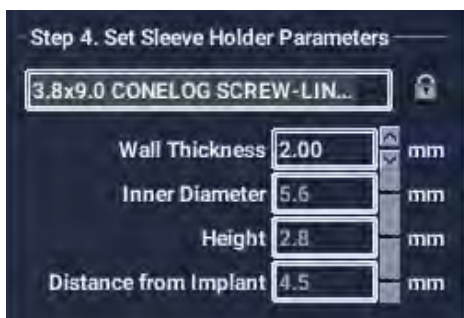 Step 4. Set Sleeve Holder Parameters
3.8x9.0 CONELOG SCREW-LIN...
Wall Thickness 2.00 mm
Inner Diameter 5.6 mm
Height 2.8 mm
Distance from Implant 4.5 mm